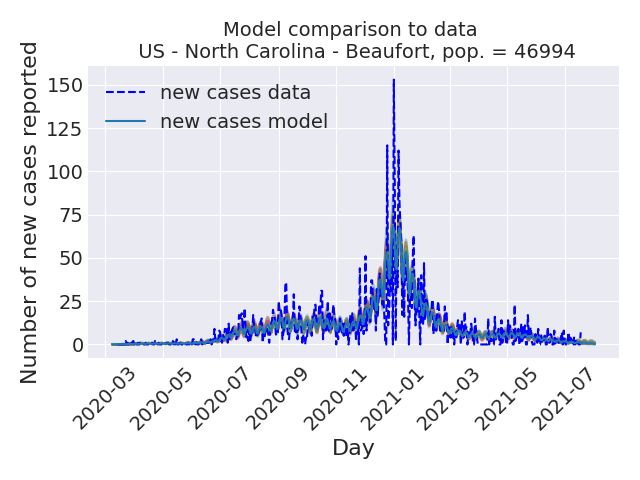 Model comparison to data
US - North Carolina - Beaufort, pop. = 46994
Number of new cases reported
150
125
100
75
50
25
0
new cases data
new cases model
2020-03
2020-05
2020-07
2020-09
2020-11
2021-01
2021-03
2021-05
2021-07
Day